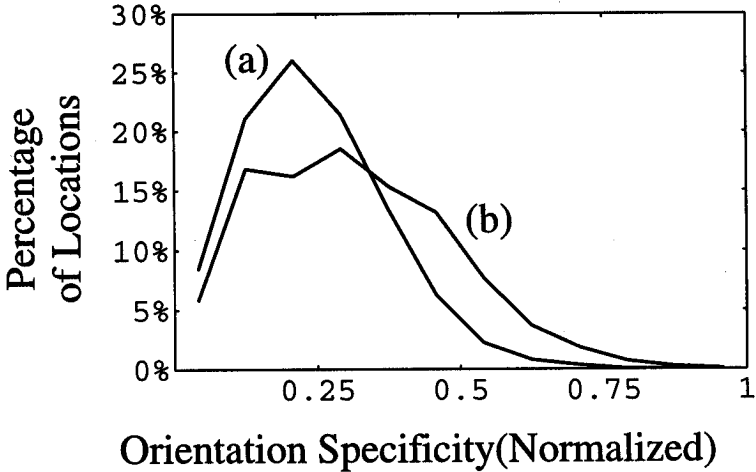 30%
25%
20%
15%
10%
5%
0%
Percentage
of Locations
(a)
(b)
0.25
0.5
0.75
1
Orientation Specificity(Normalized)